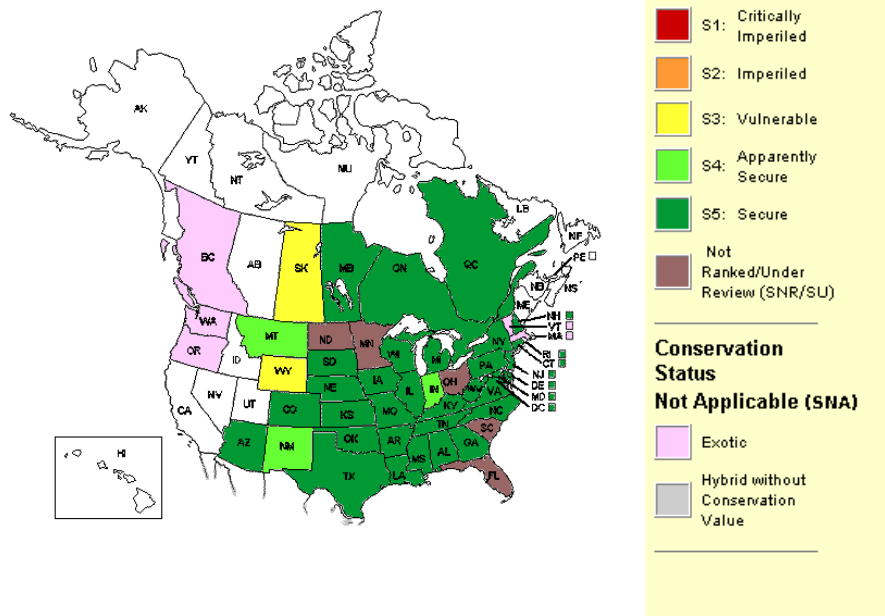 AK
YT
NT
NU
BC
AB
SK
MB
ON
QC
LB
NF
PE
NB
NS
ME
NH
VT
MA
RI
CT
NJ
DE
MD
DC
WA
OR
ID
MT
ND
MN
WI
MI
NY
PA
WY
SD
IA
IL
IN
OH
WV
VA
CA
NV
UT
CO
NE
KS
MO
KY
NC
TN
SC
AZ
NM
OK
AR
MS
AL
GA
TX
LA
FL
HI
S1: Critically
Imperiled
S2: Imperiled
S3: Vulnerable
S4: Apparently
Secure
S5: Secure
Not
Ranked/Under
Review (SNR/SU)
Conservation
Status
Not Applicable (SNA)
Exotic
Hybrid without
Conservation
Value